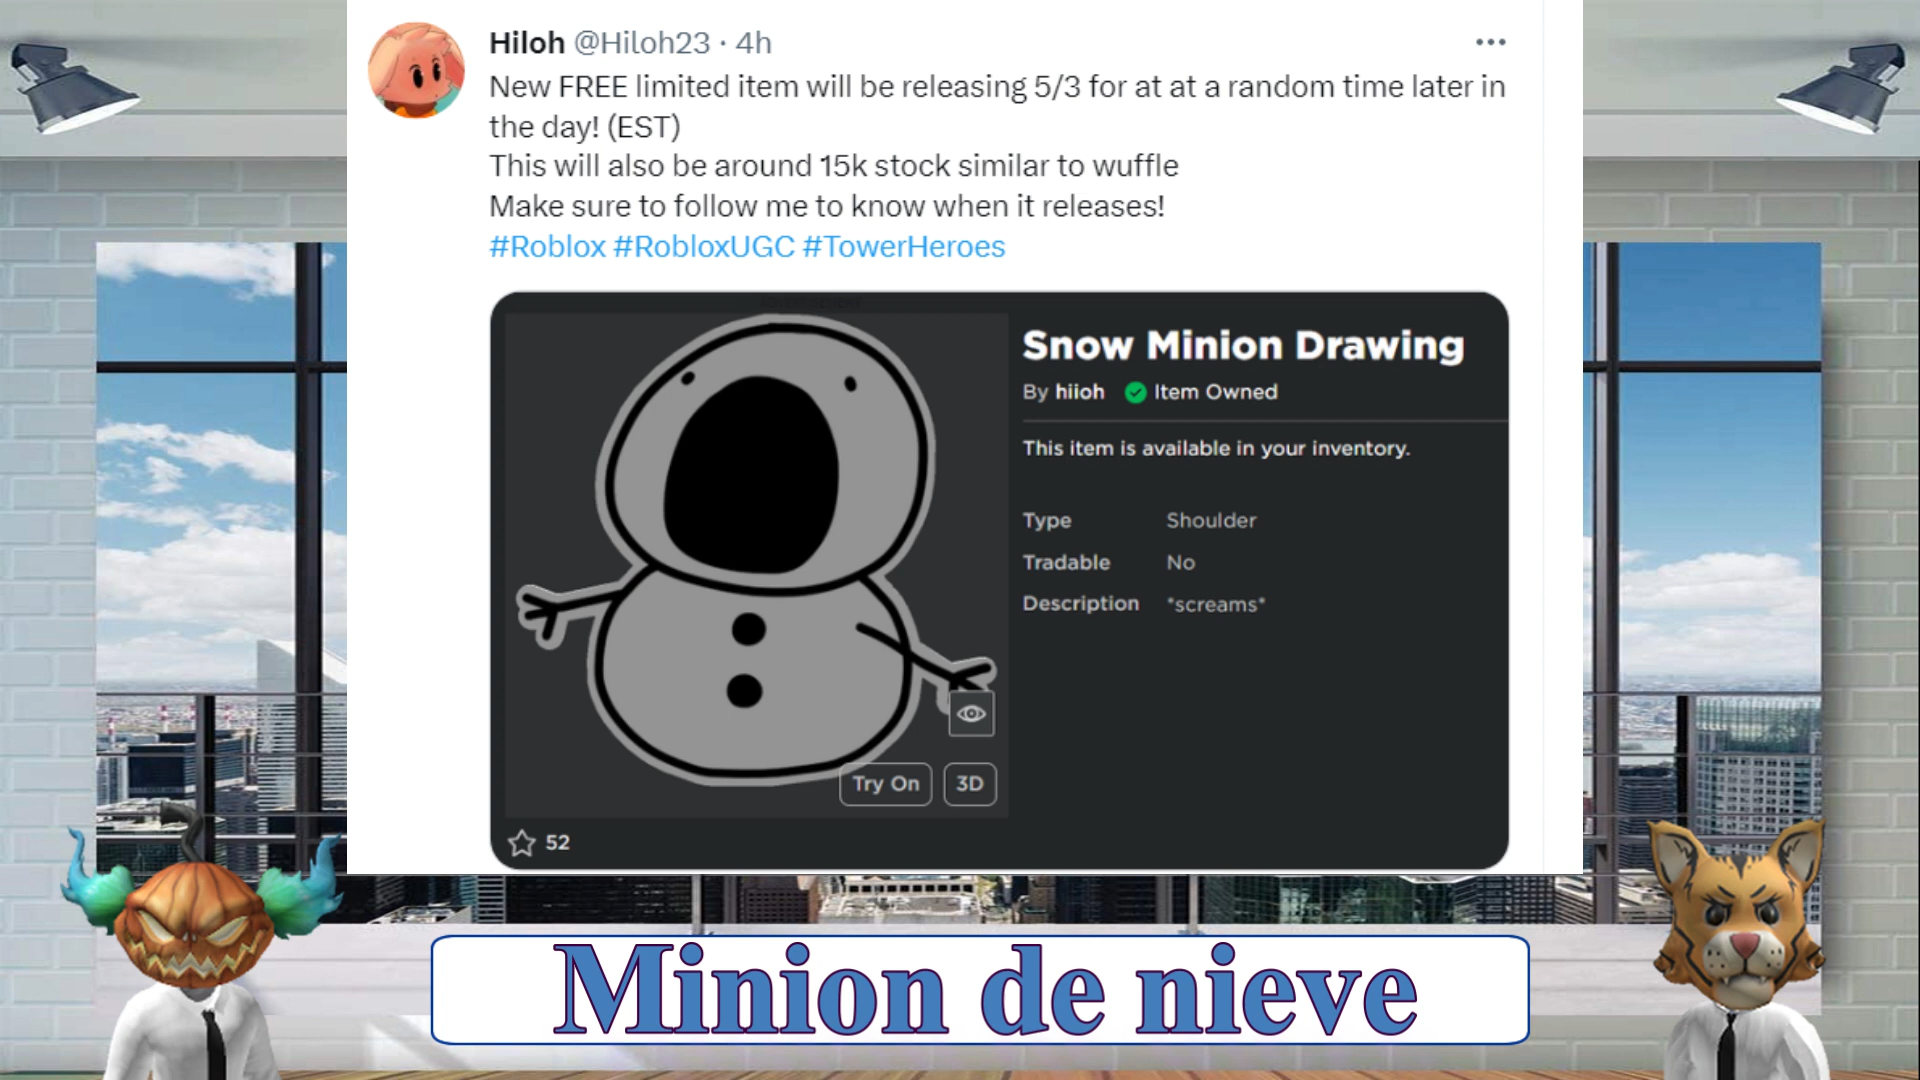 Hiloh @Hiloh23 · 4h
New FREE limited item will be releasing 5/3 for at at a random time later in
the day! (EST)
This will also be around 15k stock similar to wuffle
Make sure to follow me to know when it releases!
#Roblox #RobloxUGC #TowerHeroes
Snow Minion Drawing
By hiioh Item Owned
This item is available in your inventory.
Type Shoulder
Tradable No
Description *screams*
Try On 3D
52
Minion de nieve